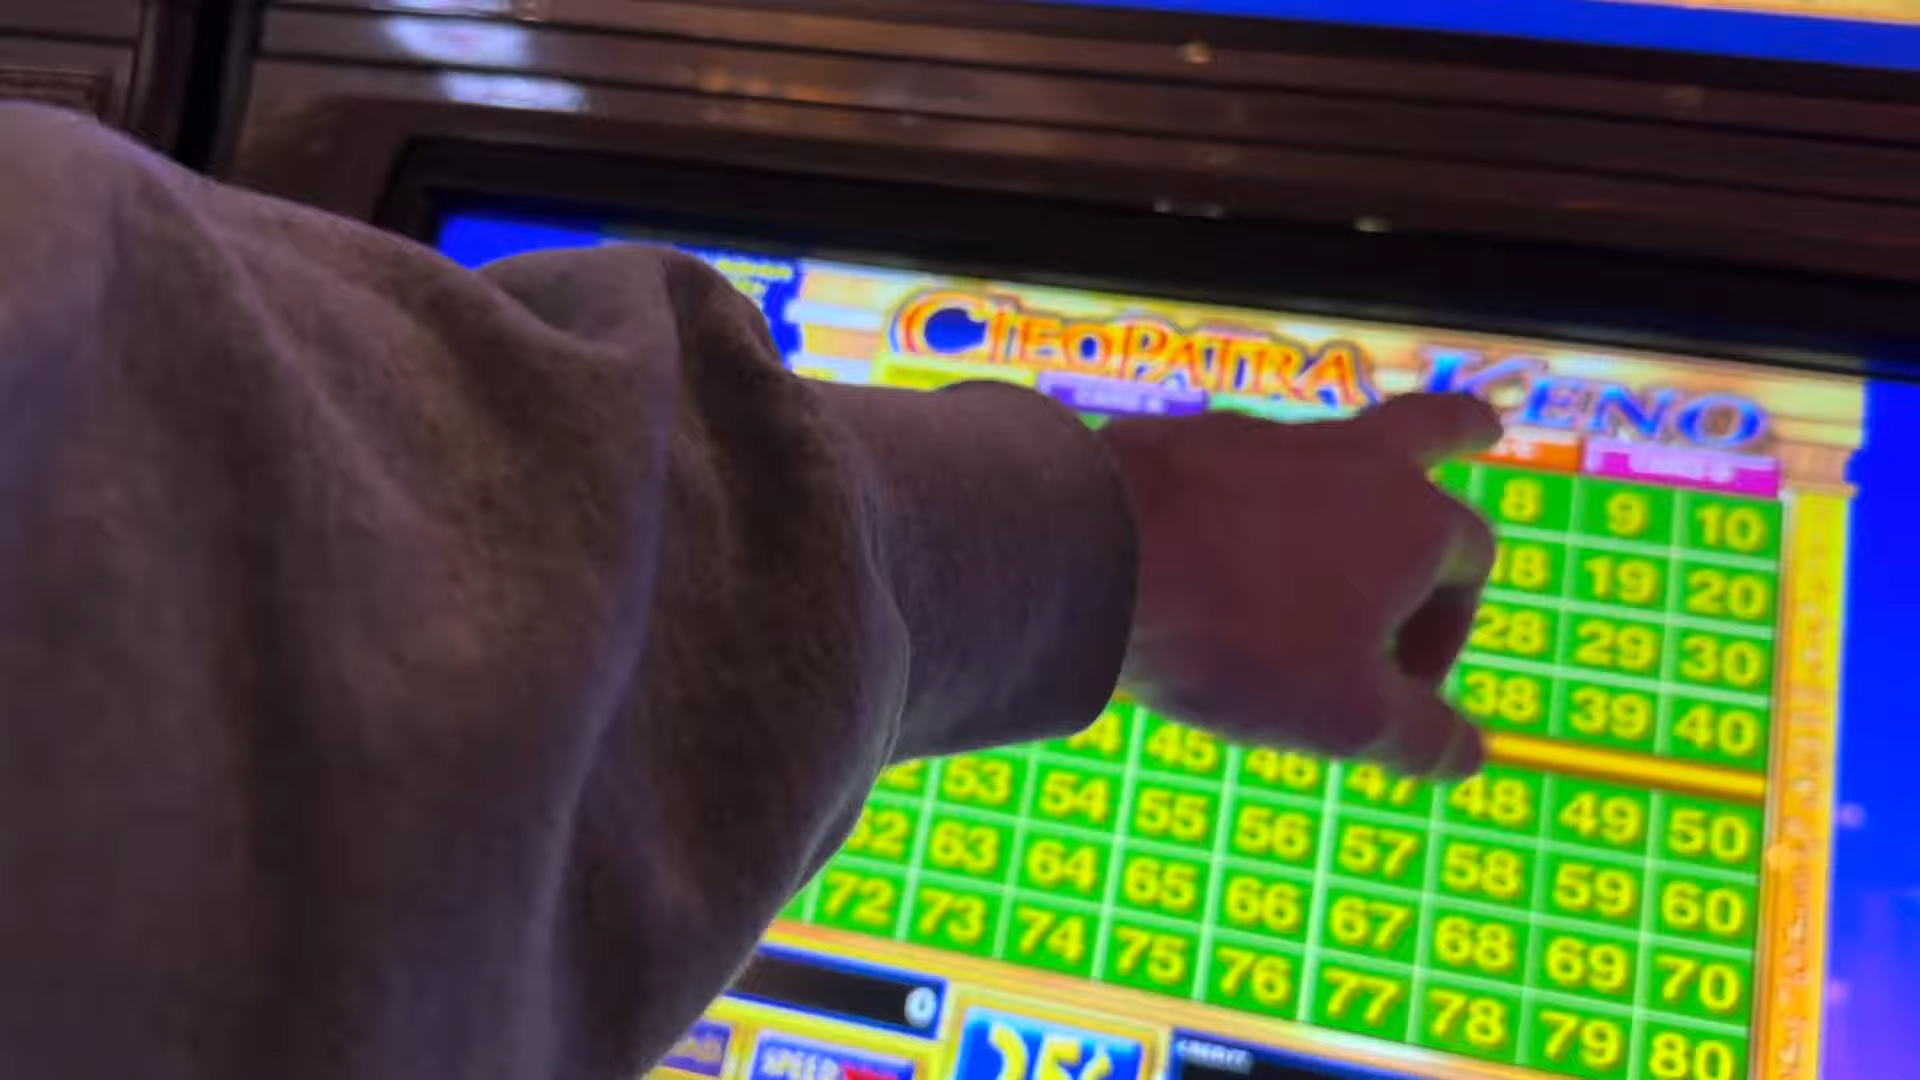 CLEOPATRA KENO
8 9 10
18 19 20
28 29 30
38 39 40
45 46 47 48 49 50
53 54 55 56 57 58 59 60
63 64 65 66 67 68 69 70
72 73 74 75 76 77 78 79 80
0
SPEED
25¢
CREDITS